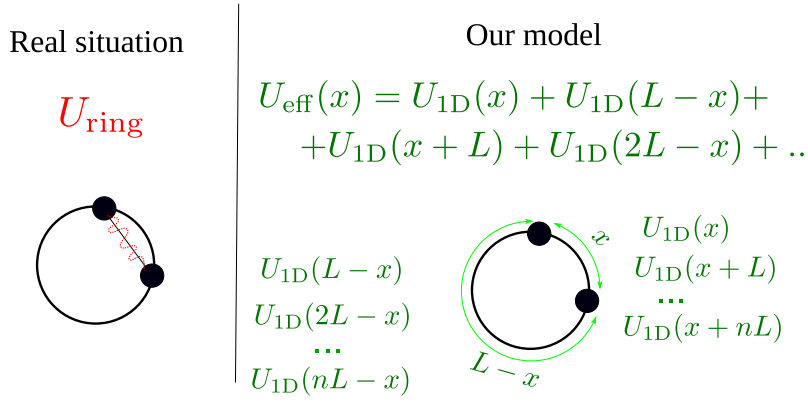 Real situation
U_ring
Our model
U_eff(x) = U_1D(x) + U_1D(L − x)+
+U_1D(x + L) + U_1D(2L − x) + ..
U_1D(L − x)
U_1D(2L − x)
...
U_1D(nL − x)
x
L − x
U_1D(x)
U_1D(x + L)
...
U_1D(x + nL)